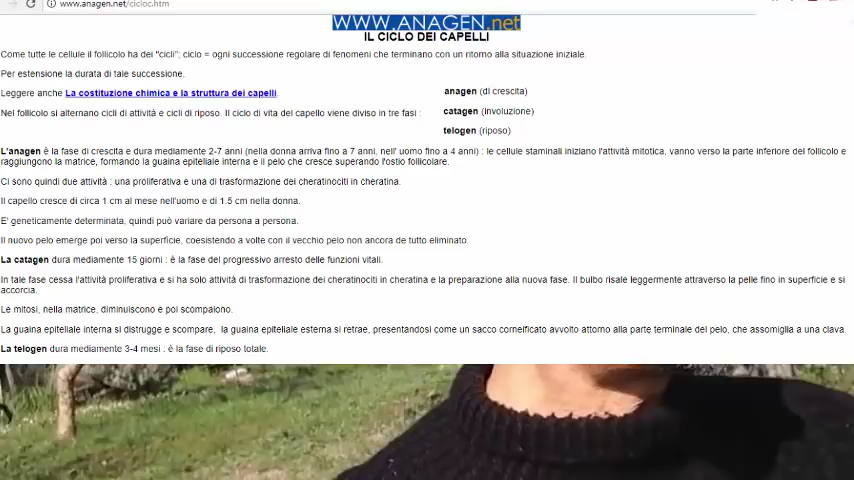 www.anagen.net/cicloc.htm
WWW.ANAGEN.net
IL CICLO DEI CAPELLI
Come tutte le cellule il follicolo ha dei "cicli"; ciclo = ogni successione regolare di fenomeni che terminano con un ritorno alla situazione iniziale.
Per estensione la durata di tale successione.
Leggere anche La costituzione chimica e la struttura dei capelli.
anagen (di crescita)
Nel follicolo si alternano cicli di attività e cicli di riposo. Il ciclo di vita del capello viene diviso in tre fasi :
catagen (involuzione)
telogen (riposo)
L'anagen è la fase di crescita e dura mediamente 2-7 anni (nella donna arriva fino a 7 anni, nell' uomo fino a 4 anni) : le cellule staminali iniziano l'attività mitotica, vanno verso la parte inferiore del follicolo e
raggiungono la matrice, formando la guaina epiteliale interna e il pelo che cresce superando l'ostio follicolare.
Ci sono quindi due attività : una proliferativa e una di trasformazione dei cheratinociti in cheratina.
Il capello cresce di circa 1 cm al mese nell'uomo e di 1.5 cm nella donna.
E' geneticamente determinata, quindi può variare da persona a persona.
Il nuovo pelo emerge poi verso la superficie, coesistendo a volte con il vecchio pelo non ancora de tutto eliminato.
La catagen dura mediamente 15 giorni : è la fase del progressivo arresto delle funzioni vitali.
In tale fase cessa l'attività proliferativa e si ha solo attività di trasformazione dei cheratinociti in cheratina e la preparazione alla nuova fase. Il bulbo risale leggermente attraverso la pelle fino in superficie e si
accorcia.
Le mitosi, nella matrice, diminuiscono e poi scompaiono.
La guaina epiteliale interna si distrugge e scompare, la guaina epiteliale esterna si retrae, presentandosi come un sacco corneificato avvolto attorno alla parte terminale del pelo, che assomiglia a una clava.
La telogen dura mediamente 3-4 mesi : è la fase di riposo totale.